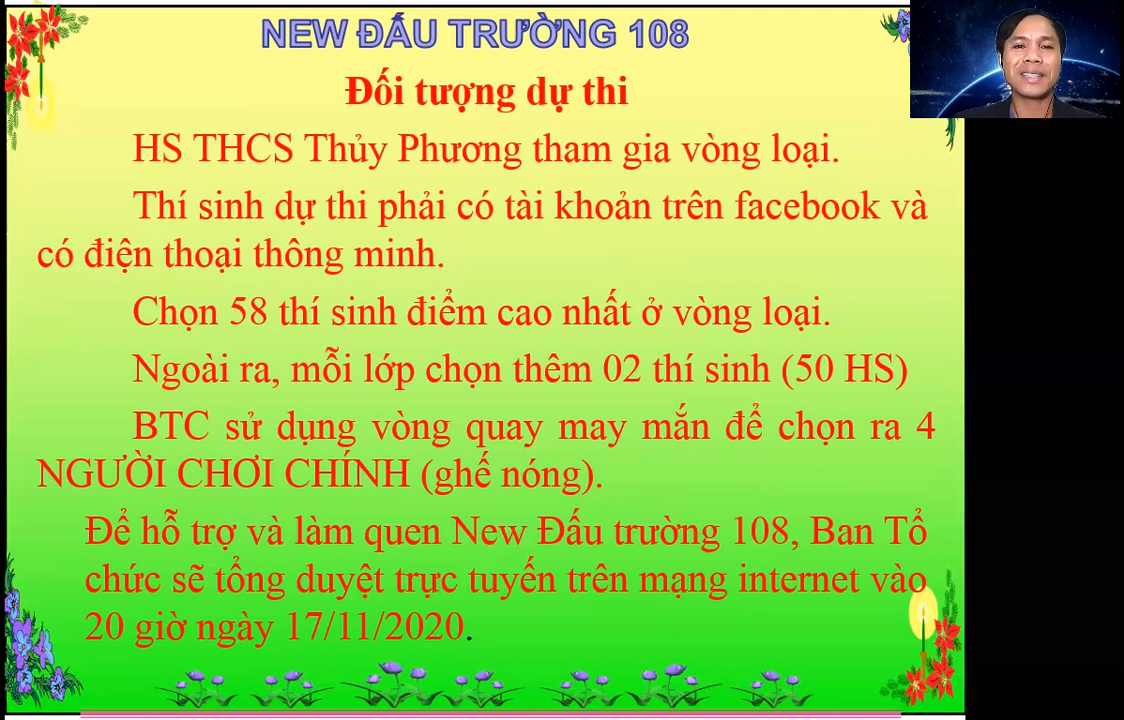 NEW ĐẤU TRƯỜNG 108
Đối tượng dự thi
HS THCS Thủy Phương tham gia vòng loại.
Thí sinh dự thi phải có tài khoản trên facebook và
có điện thoại thông minh.
Chọn 58 thí sinh điểm cao nhất ở vòng loại.
Ngoài ra, mỗi lớp chọn thêm 02 thí sinh (50 HS)
BTC sử dụng vòng quay may mắn để chọn ra 4
NGƯỜI CHƠI CHÍNH (ghế nóng).
Để hỗ trợ và làm quen New Đấu trường 108, Ban Tổ
chức sẽ tổng duyệt trực tuyến trên mạng internet vào
20 giờ ngày 17/11/2020.